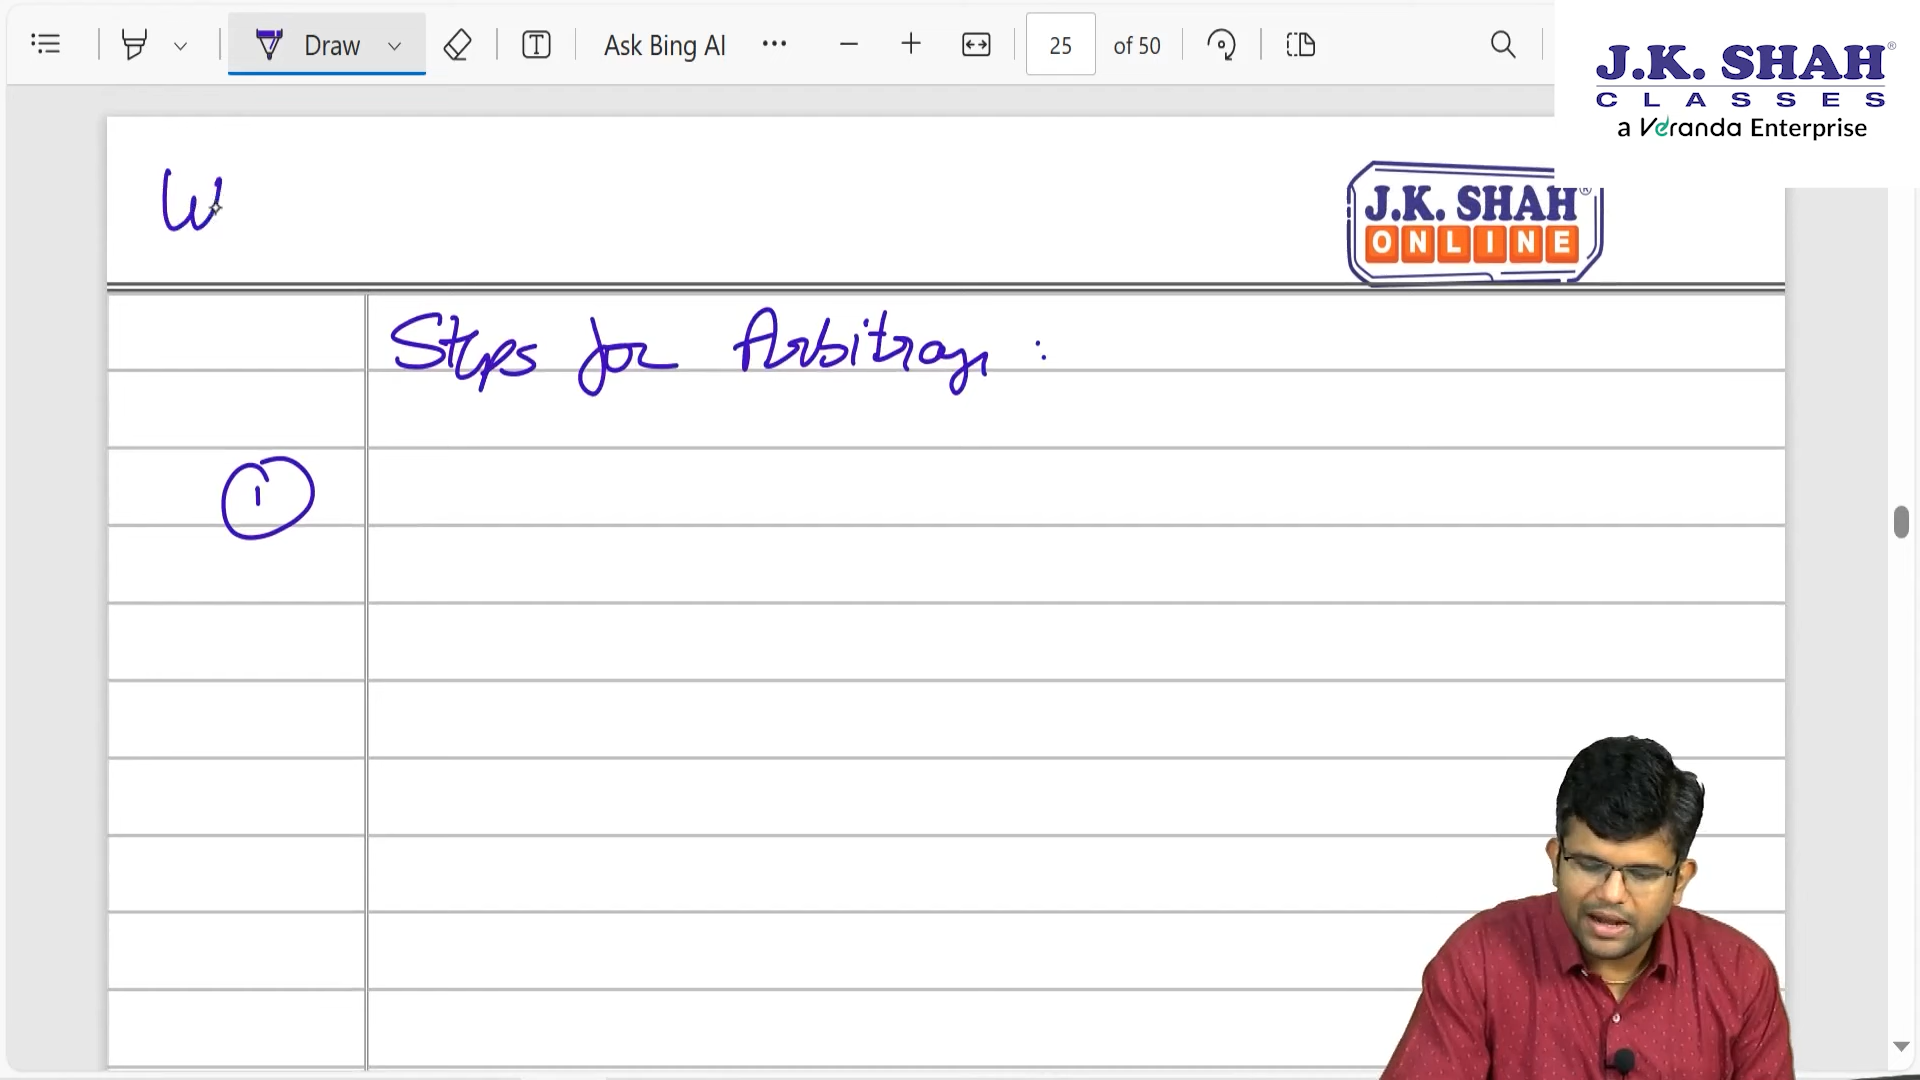 Draw
Ask Bing AI
25 of 50
J.K. SHAH®
CLASSES
a Veranda Enterprise
W
J.K. SHAH®
ONLINE
Steps for Arbitrage :
1